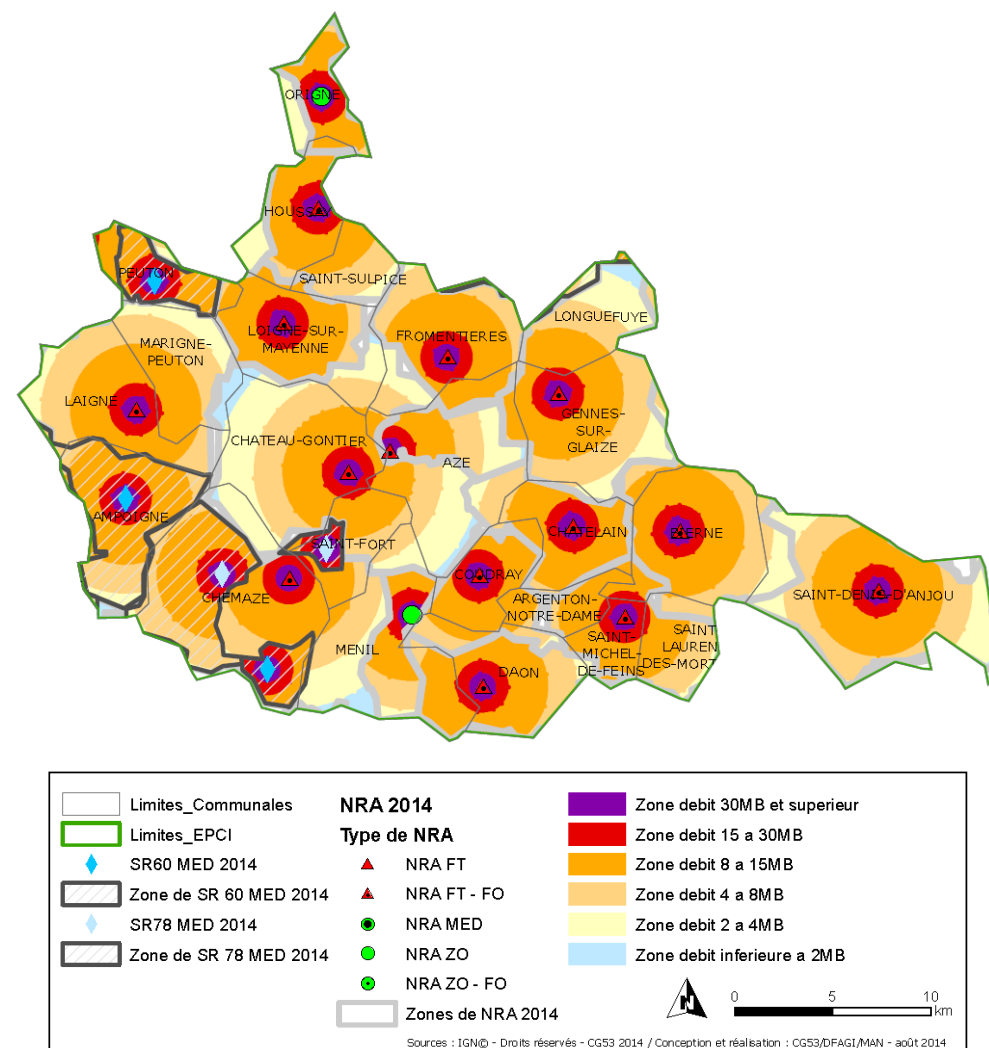 ORIGNE
HOUSSAY
PEUTON
SAINT-SULPICE
LONGUEFUYE
LOIGNE-SUR-
MAYENNE
FROMENTIERES
MARIGNE-
PEUTON
LAIGNE
GENNES-
SUR-
GLAIZE
CHATEAU-GONTIER
AZE
AMPOIGNE
CHATELAIN
BIERNE
SAINT-FORT
COUDRAY
CHEMAZE
ARGENTON-
NOTRE-DAME
SAINT-DENIS-D'ANJOU
SAINT-
MICHEL-
DE-FEINS
SAINT
LAUREN
DES-MORT
MENIL
DAON
Limites_Communales
Limites_EPCI
SR60 MED 2014
Zone de SR 60 MED 2014
SR78 MED 2014
Zone de SR 78 MED 2014
NRA 2014
Type de NRA
NRA FT
NRA FT - FO
NRA MED
NRA ZO
NRA ZO - FO
Zones de NRA 2014
Zone debit 30MB et superieur
Zone debit 15 a 30MB
Zone debit 8 a 15MB
Zone debit 4 a 8MB
Zone debit 2 a 4MB
Zone debit inferieure a 2MB
N
0 5 10
km
Sources : IGN© - Droits réservés - CG53 2014 / Conception et réalisation : CG53/DFAGI/MAN - août 2014